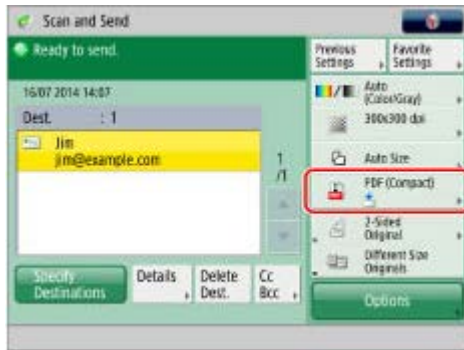 Scan and Send
Ready to send.
Previous Settings
Favorite Settings
16/07 2014 14:07
Dest. : 1
Jim
jim@example.com
1
/1
Auto
(Color/Gray)
300x300 dpi
Auto Size
PDF (Compact)
2-Sided
Original
Different Size
Originals
Specify
Destinations
Details
Delete
Dest.
Cc
Bcc
Options